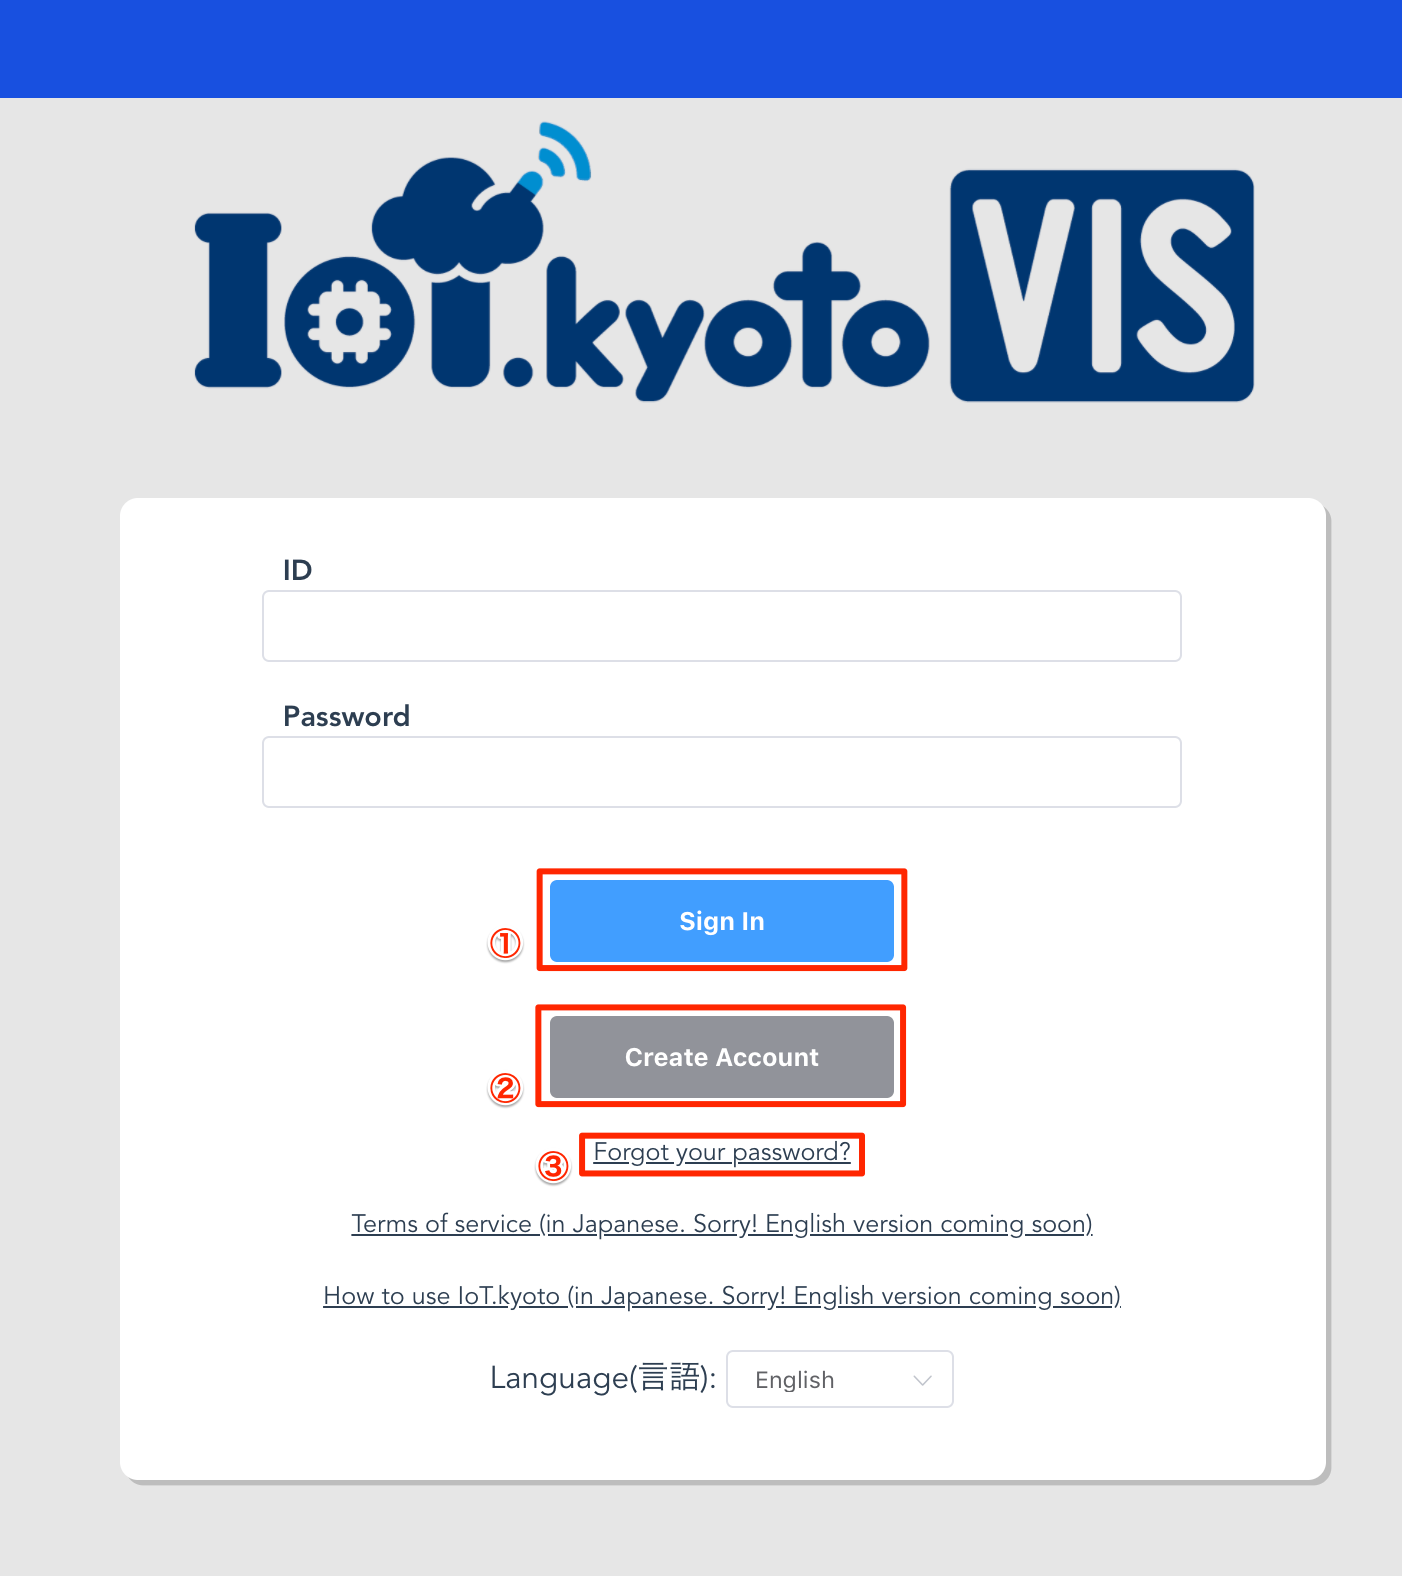 IoT.kyoto VIS
ID
Password
① Sign In
② Create Account
③ Forgot your password?
Terms of service (in Japanese. Sorry! English version coming soon)
How to use IoT.kyoto (in Japanese. Sorry! English version coming soon)
Language(言語): English